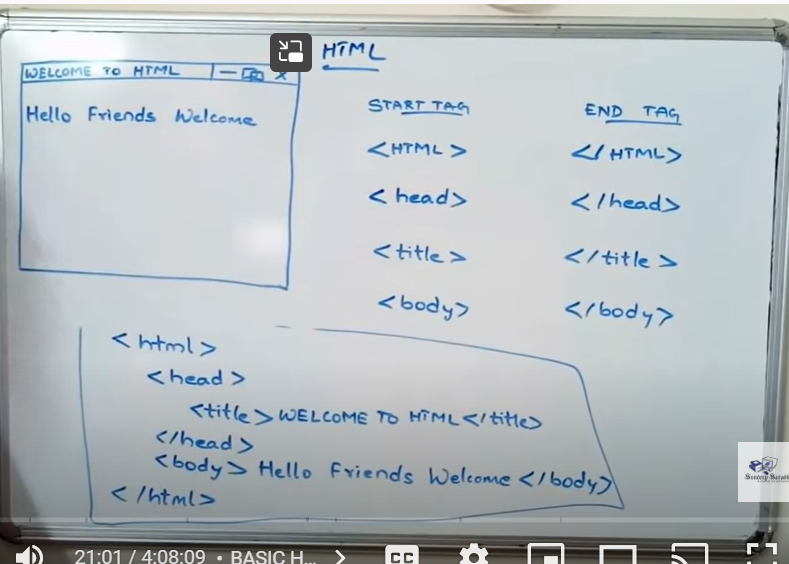 HTML
WELCOME TO HTML
Hello Friends Welcome
START TAG END TAG
<HTML> </HTML>
<head> </head>
<title> </title>
<body> </body>
<html>
<head>
<title> WELCOME TO HTML </title>
</head>
<body> Hello Friends Welcome </body>
</html>
21:01 / 4:08:09 • BASIC H... >
CC